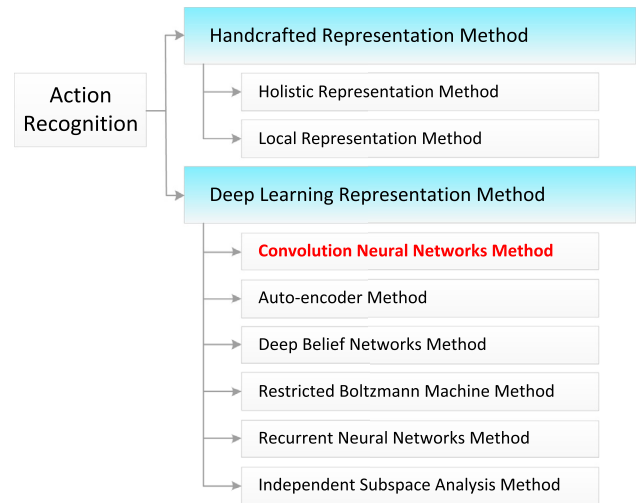 Action
Recognition
Handcrafted Representation Method
Holistic Representation Method
Local Representation Method
Deep Learning Representation Method
Convolution Neural Networks Method
Auto-encoder Method
Deep Belief Networks Method
Restricted Boltzmann Machine Method
Recurrent Neural Networks Method
Independent Subspace Analysis Method